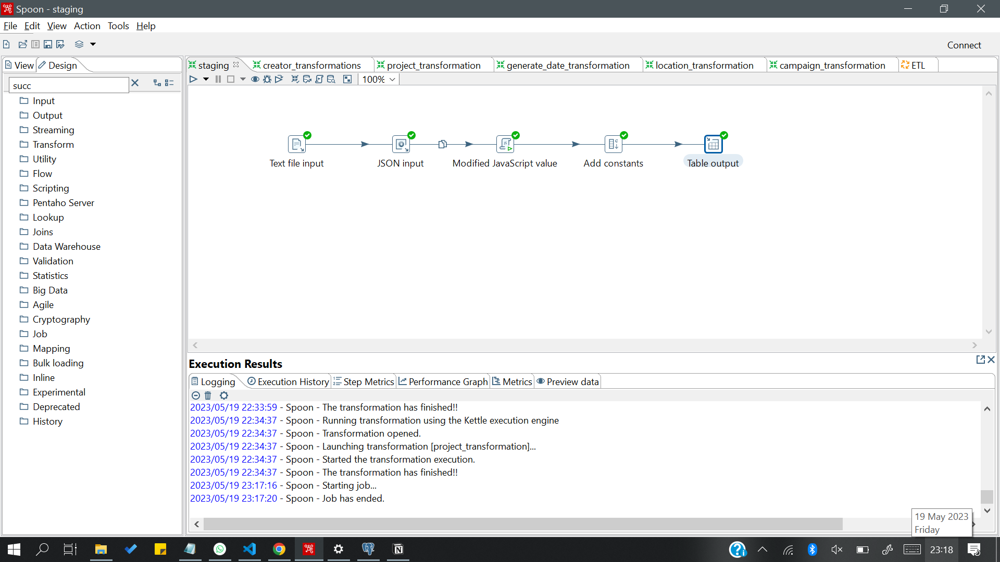 Spoon - staging
File Edit View Action Tools Help
Connect
View Design
staging creator_transformations project_transformation generate_date_transformation location_transformation campaign_transformation ETL
succ
100%
Input
Output
Streaming
Transform
Utility
Flow
Scripting
Pentaho Server
Lookup
Joins
Data Warehouse
Validation
Statistics
Big Data
Agile
Cryptography
Job
Mapping
Bulk loading
Inline
Experimental
Deprecated
History
Text file input JSON input Modified JavaScript value Add constants Table output
Execution Results
Logging Execution History Step Metrics Performance Graph Metrics Preview data
2023/05/19 22:33:59 - Spoon - The transformation has finished!!
2023/05/19 22:34:37 - Spoon - Running transformation using the Kettle execution engine
2023/05/19 22:34:37 - Spoon - Transformation opened.
2023/05/19 22:34:37 - Spoon - Launching transformation [project_transformation]...
2023/05/19 22:34:37 - Spoon - Started the transformation execution.
2023/05/19 22:34:37 - Spoon - The transformation has finished!!
2023/05/19 23:17:16 - Spoon - Starting job...
2023/05/19 23:17:20 - Spoon - Job has ended.
19 May 2023
Friday
23:18